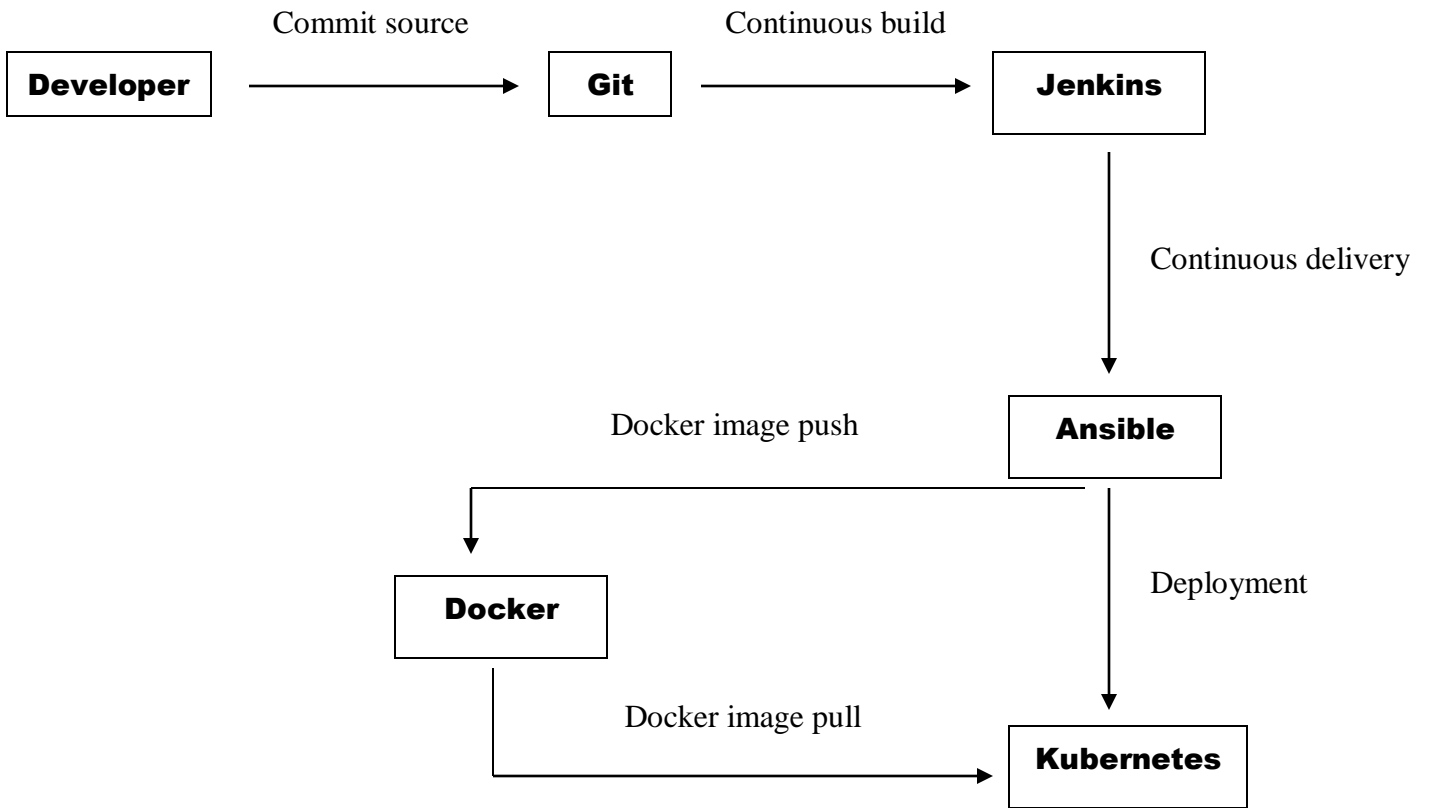 Commit source
Continuous build
Developer
Git
Jenkins
Continuous delivery
Docker image push
Ansible
Docker
Deployment
Docker image pull
Kubernetes